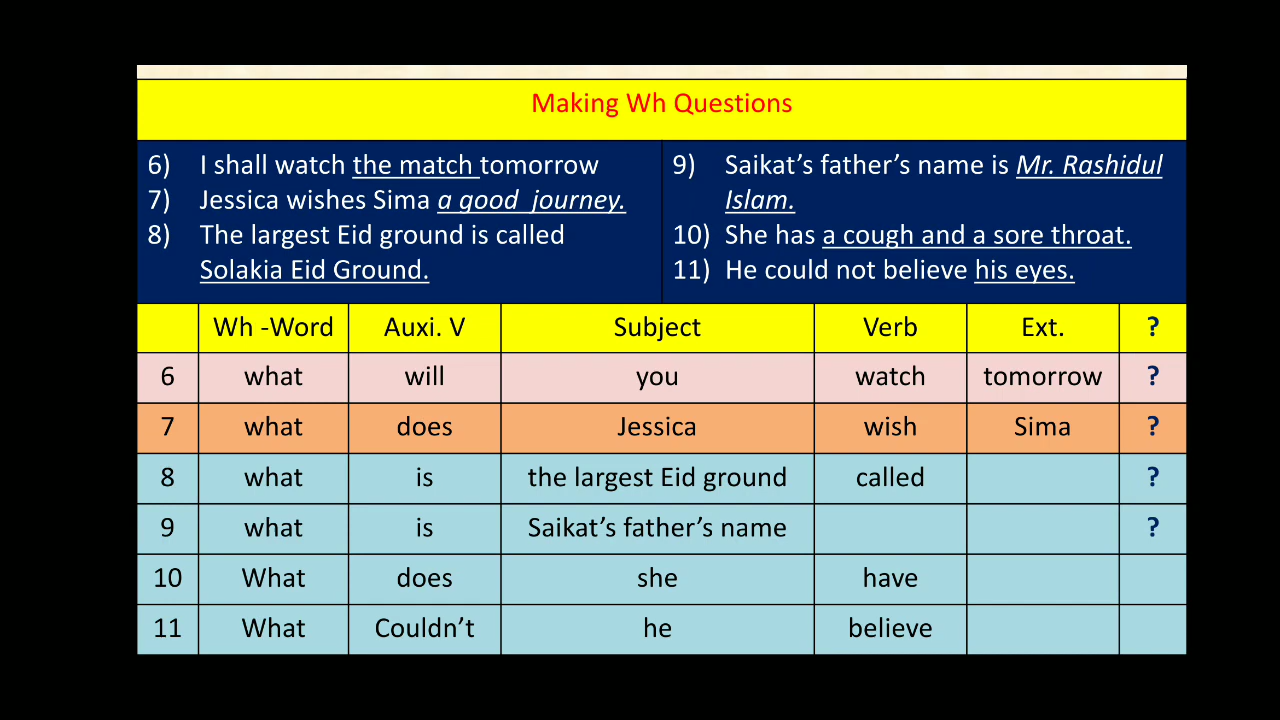 Making Wh Questions
6) I shall watch the match tomorrow
7) Jessica wishes Sima a good journey.
8) The largest Eid ground is called
Solakia Eid Ground.
9) Saikat’s father’s name is Mr. Rashidul
Islam.
10) She has a cough and a sore throat.
11) He could not believe his eyes.
Wh -Word Auxi. V Subject Verb Ext. ?
6 what will you watch tomorrow ?
7 what does Jessica wish Sima ?
8 what is the largest Eid ground called ?
9 what is Saikat’s father’s name ?
10 What does she have
11 What Couldn’t he believe